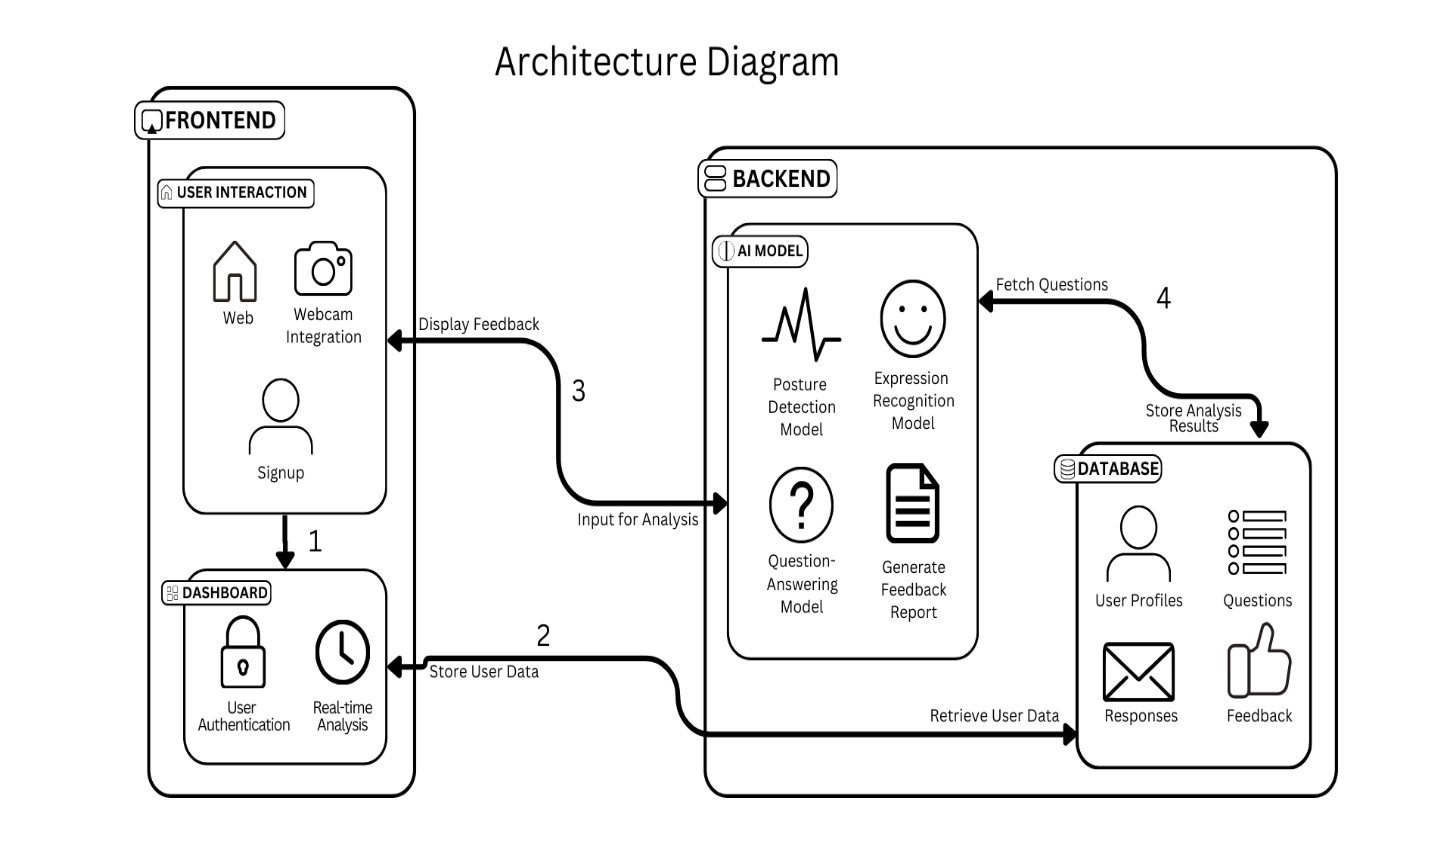 Architecture Diagram
FRONTEND
USER INTERACTION
Web
Webcam
Integration
Signup
1
DASHBOARD
User
Authentication
Real-time
Analysis
Display Feedback
3
Input for Analysis
2
Store User Data
Retrieve User Data
BACKEND
AI MODEL
Posture
Detection
Model
Expression
Recognition
Model
Question-
Answering
Model
Generate
Feedback
Report
Fetch Questions
4
Store Analysis
Results
DATABASE
User Profiles
Questions
Responses
Feedback